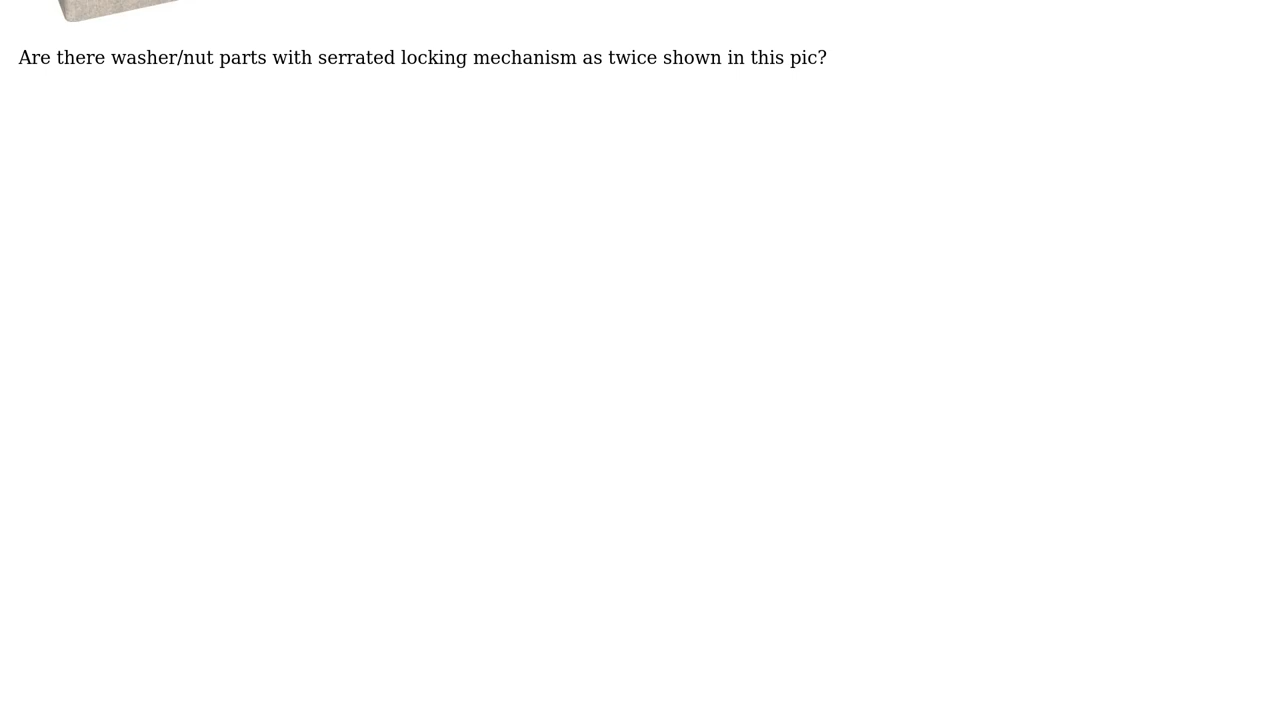 Are there washer/nut parts with serrated locking mechanism as twice shown in this pic?